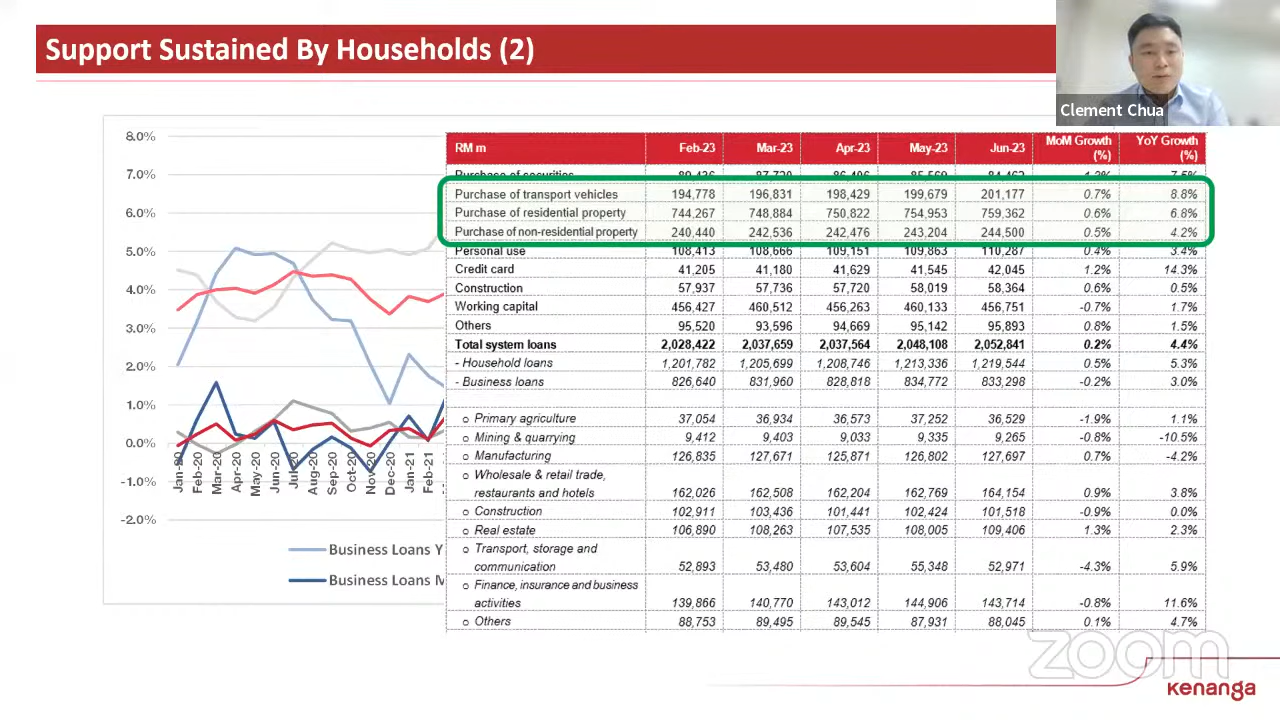 Support Sustained By Households (2)
Clement Chua
8.0%
7.0%
6.0%
5.0%
4.0%
3.0%
2.0%
1.0%
0.0%
-1.0%
-2.0%
Jan-20 Feb-20 Mar-20 Apr-20 May-20 Jun-20 Jul-20 Aug-20 Sep-20 Oct-20 Nov-20 Dec-20 Jan-21 Feb-21
Business Loans Y
Business Loans M
RM m Feb-23 Mar-23 Apr-23 May-23 Jun-23 MoM Growth (%) YoY Growth (%)
Purchase of securities
Purchase of transport vehicles 194,778 196,831 198,429 199,679 201,177 0.7% 8.8%
Purchase of residential property 744,267 748,884 750,822 754,953 759,362 0.6% 6.8%
Purchase of non-residential property 240,440 242,536 242,476 243,204 244,500 0.5% 4.2%
Personal use 108,413 108,666 109,151 109,863 110,287 0.4% 3.4%
Credit card 41,205 41,180 41,629 41,545 42,045 1.2% 14.3%
Construction 57,937 57,736 57,720 58,019 58,364 0.6% 0.5%
Working capital 456,427 460,512 456,263 460,133 456,751 -0.7% 1.7%
Others 95,520 93,596 94,669 95,142 95,893 0.8% 1.5%
Total system loans 2,028,422 2,037,659 2,037,564 2,048,108 2,052,841 0.2% 4.4%
- Household loans 1,201,782 1,205,699 1,208,746 1,213,336 1,219,544 0.5% 5.3%
- Business loans 826,640 831,960 828,818 834,772 833,298 -0.2% 3.0%
o Primary agriculture 37,054 36,934 36,573 37,252 36,529 -1.9% 1.1%
o Mining & quarrying 9,412 9,403 9,033 9,335 9,265 -0.8% -10.5%
o Manufacturing 126,835 127,671 125,871 126,802 127,697 0.7% -4.2%
o Wholesale & retail trade,
restaurants and hotels 162,026 162,508 162,204 162,769 164,154 0.9% 3.8%
o Construction 102,911 103,436 101,441 102,424 101,518 -0.9% 0.0%
o Real estate 106,890 108,263 107,535 108,005 109,406 1.3% 2.3%
o Transport, storage and
communication 52,893 53,480 53,604 55,348 52,971 -4.3% 5.9%
o Finance, insurance and business
activities 139,866 140,770 143,012 144,906 143,714 -0.8% 11.6%
o Others 88,753 89,495 89,545 87,931 88,045 0.1% 4.7%
zoom
kenanga